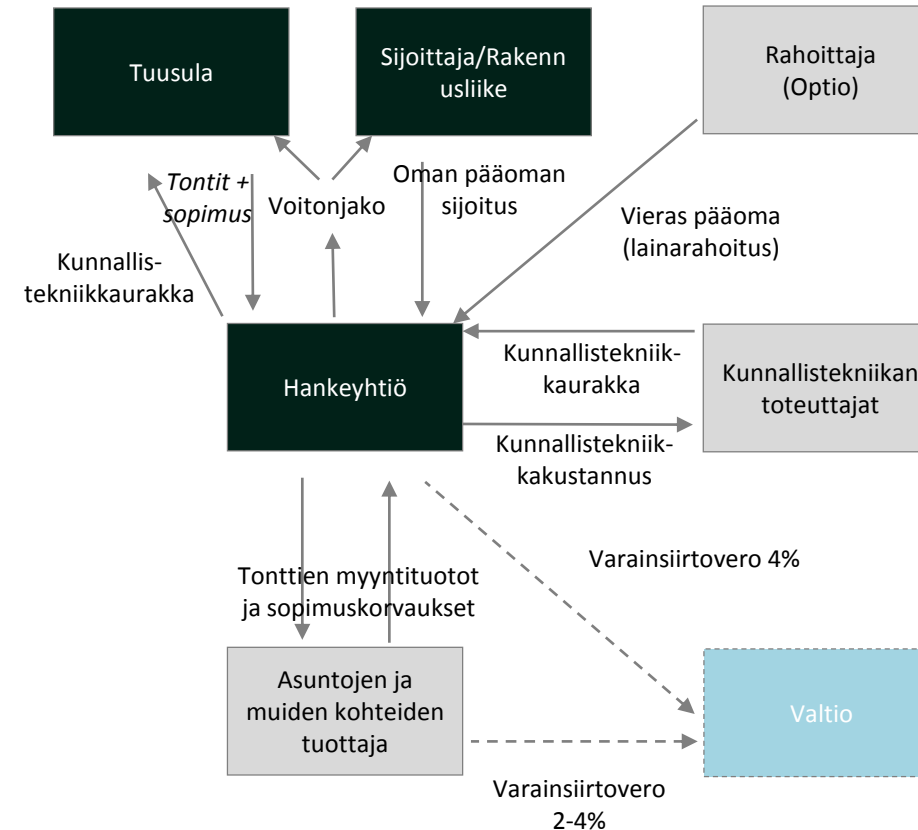 Tuusula
Sijoittaja/Rakenn
usliike
Rahoittaja
(Optio)
Tontit +
sopimus
Voitonjako
Oman pääoman
sijoitus
Vieras pääoma
(lainarahoitus)
Kunnallis-
tekniikkaurakka
Hankeyhtiö
Kunnallistekniik-
kaurakka
Kunnallistekniikan
toteuttajat
Kunnallistekniik-
kakustannus
Varainsiirtovero 4%
Tonttien myyntituotot
ja sopimuskorvaukset
Asuntojen ja
muiden kohteiden
tuottaja
Valtio
Varainsiirtovero
2-4%